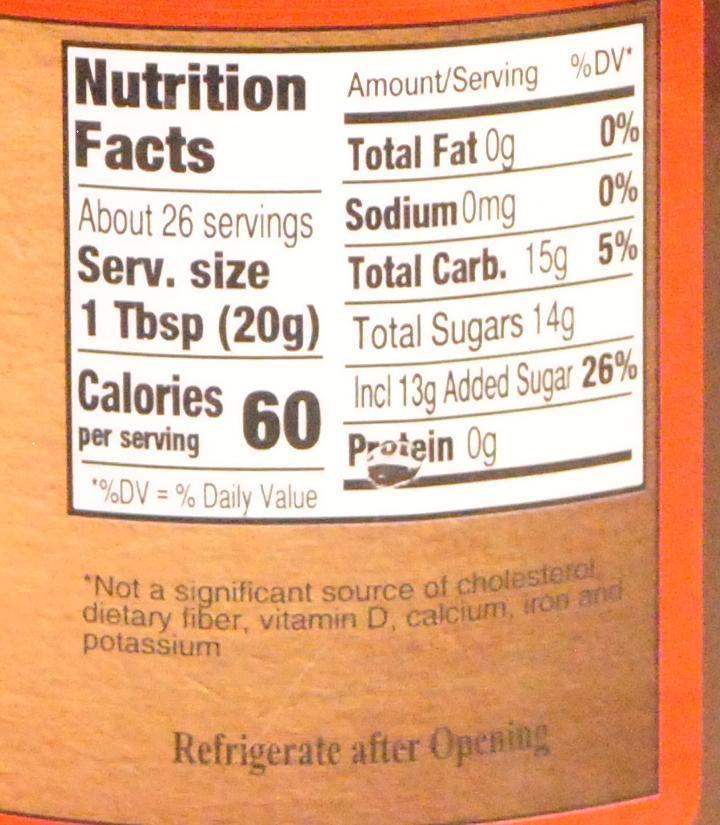 Nutrition
Facts
About 26 servings
Serv. size
1 Tbsp (20g)
Calories 60
per serving
*%DV = % Daily Value
Amount/Serving %DV*
Total Fat 0g 0%
Sodium 0mg 0%
Total Carb. 15g 5%
Total Sugars 14g
Incl 13g Added Sugar 26%
Protein 0g
*Not a significant source of cholesterol,
dietary fiber, vitamin D, calcium, iron and
potassium
Refrigerate after Opening